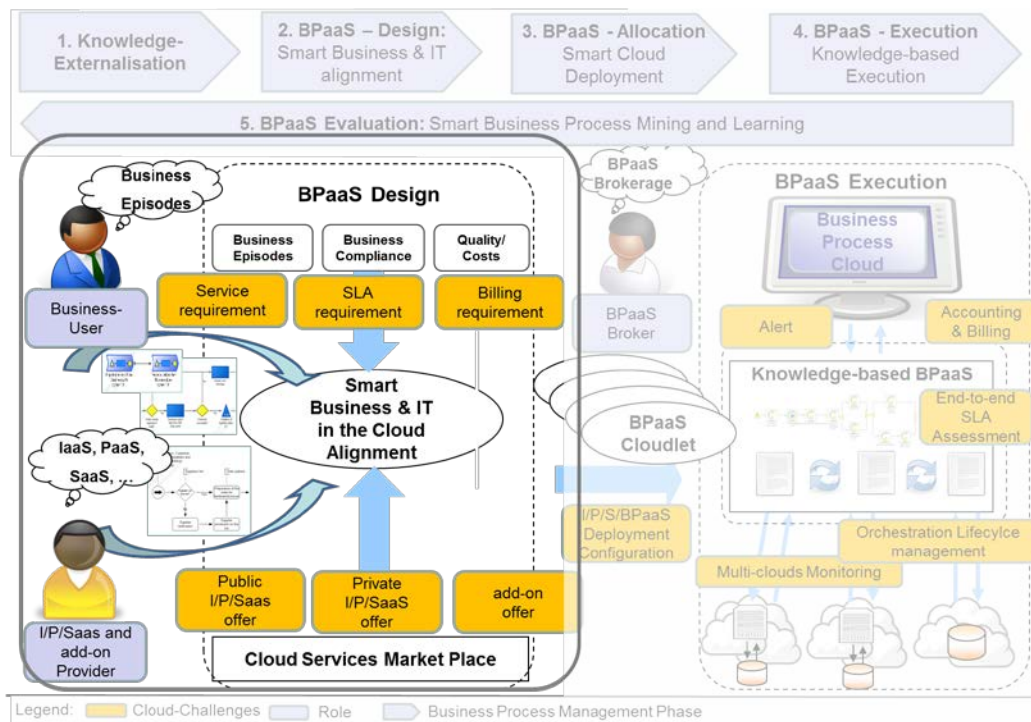 1. Knowledge-
Externalisation
2. BPaaS – Design:
Smart Business & IT
alignment
3. BPaaS - Allocation
Smart Cloud
Deployment
4. BPaaS - Execution
Knowledge-based
Execution
5. BPaaS Evaluation: Smart Business Process Mining and Learning
Business
Episodes
Business-
User
IaaS, PaaS,
SaaS, ...
I/P/Saas and
add-on
Provider
BPaaS Design
Business
Episodes
Business
Compliance
Quality/
Costs
Service
requirement
SLA
requirement
Billing
requirement
Smart
Business & IT
in the Cloud
Alignment
Public
I/P/Saas
offer
Private
I/P/SaaS
offer
add-on
offer
Cloud Services Market Place
BPaaS
Brokerage
BPaaS
Broker
BPaaS
Cloudlet
I/P/S/BPaaS
Deployment
Configuration
BPaaS Execution
Business
Process
Cloud
Alert
Accounting
& Billing
Knowledge-based BPaaS
End-to-end
SLA
Assessment
Orchestration Lifecylce
management
Multi-clouds Monitoring
Legend:
Cloud-Challenges
Role
Business Process Management Phase